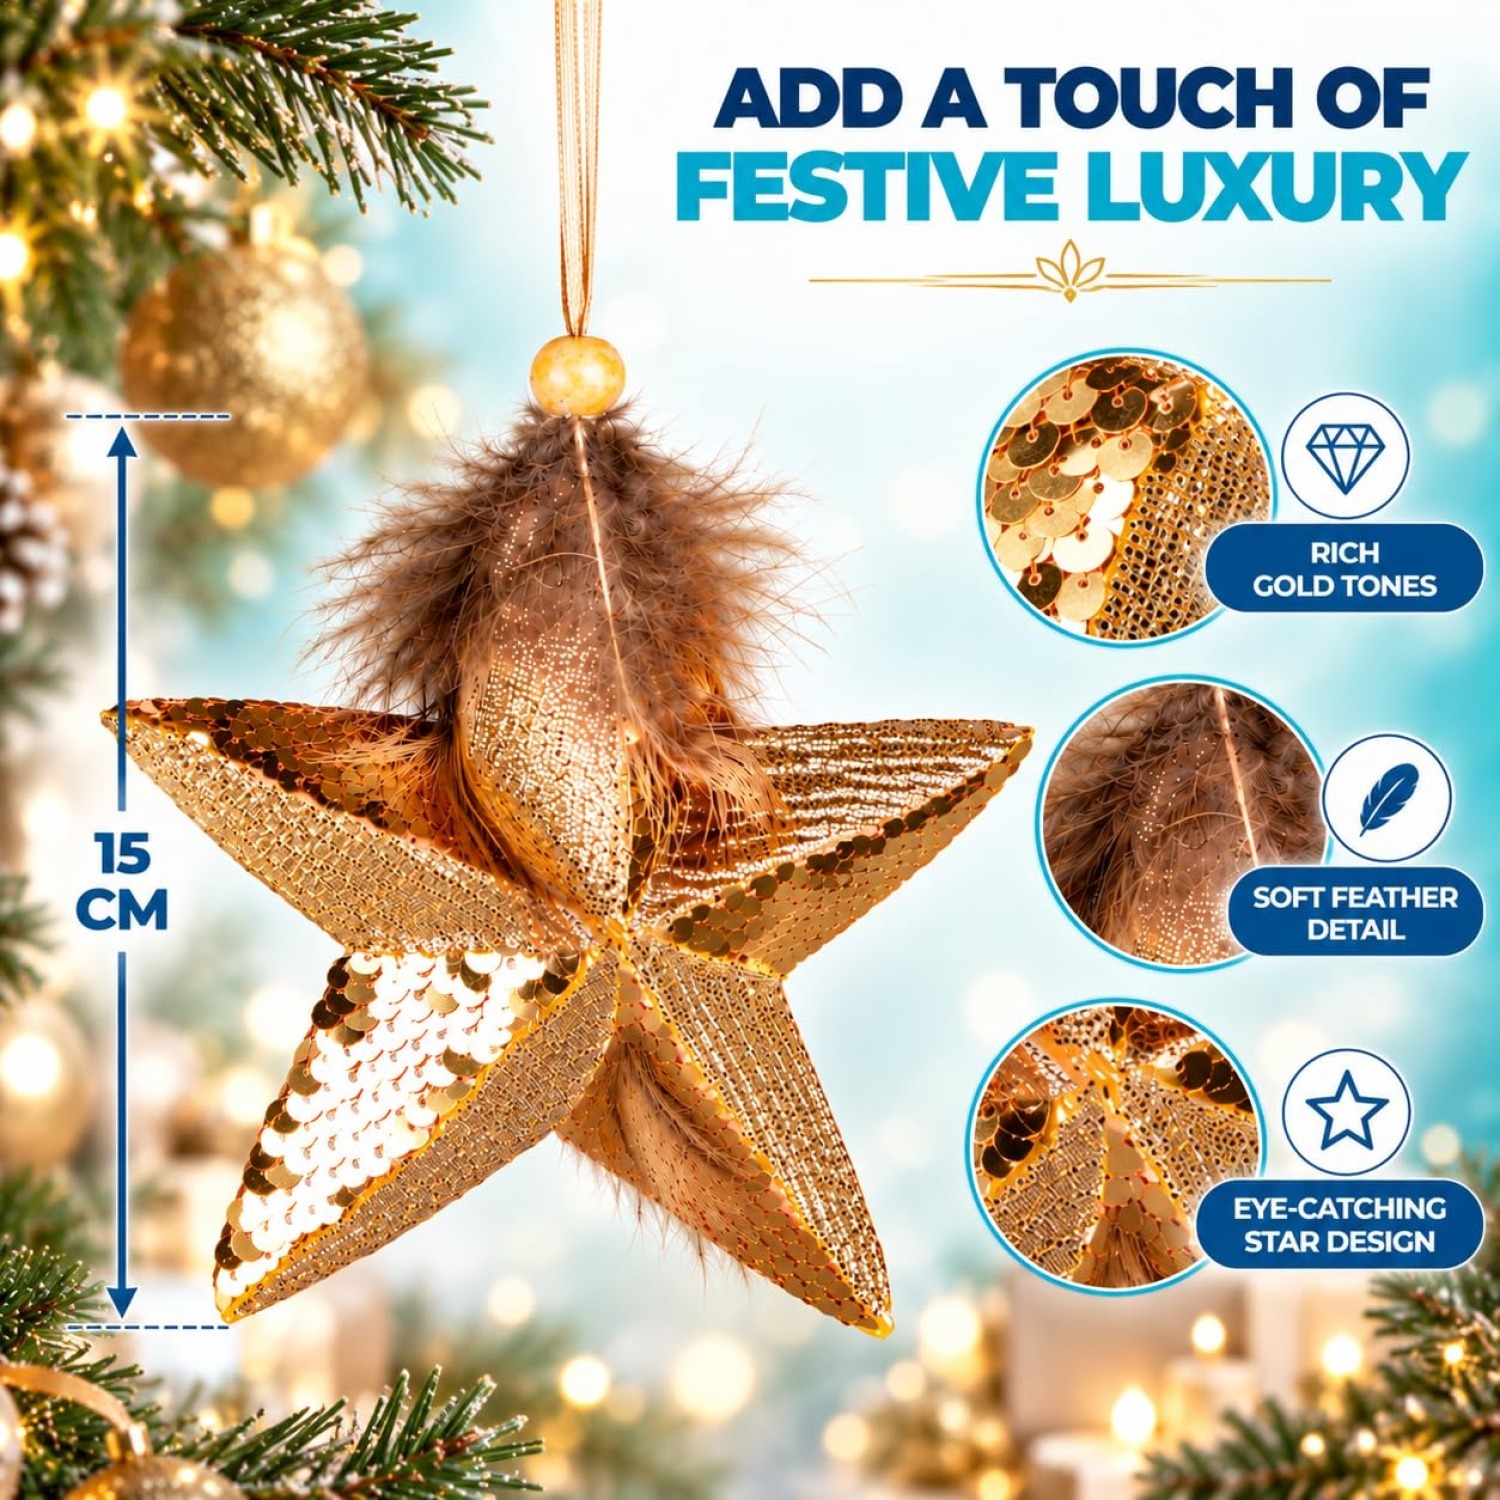 ADD A TOUCH OF
FESTIVE LUXURY
RICH
GOLD TONES
15
CM
SOFT FEATHER
DETAIL
EYE-CATCHING
STAR DESIGN